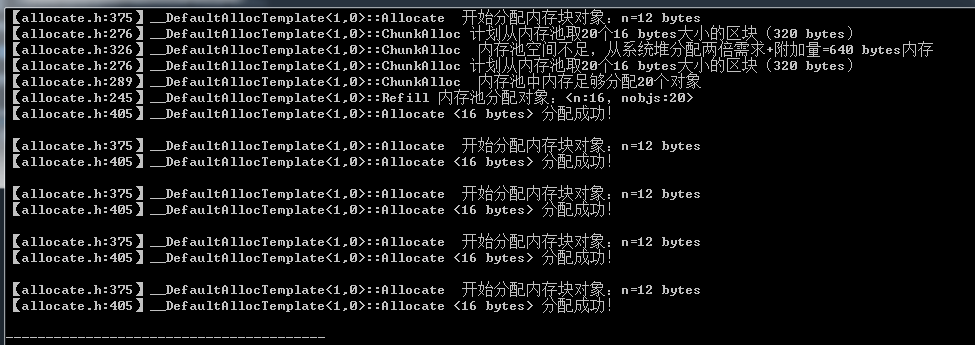 【allocate.h:375】__DefaultAllocTemplate<1,0>::Allocate 开始分配内存块对象：n=12 bytes
【allocate.h:276】__DefaultAllocTemplate<1,0>::ChunkAlloc 计划从内存池取20个16 bytes大小的区块（320 bytes）
【allocate.h:326】__DefaultAllocTemplate<1,0>::ChunkAlloc 内存池空间不足，从系统堆分配两倍需求+附加量=640 bytes内存
【allocate.h:276】__DefaultAllocTemplate<1,0>::ChunkAlloc 计划从内存池取20个16 bytes大小的区块（320 bytes）
【allocate.h:289】__DefaultAllocTemplate<1,0>::ChunkAlloc 内存池中内存足够分配20个对象
【allocate.h:245】__DefaultAllocTemplate<1,0>::Refill 内存池分配对象：<n:16, nobjs:20>
【allocate.h:405】__DefaultAllocTemplate<1,0>::Allocate <16 bytes> 分配成功！
【allocate.h:375】__DefaultAllocTemplate<1,0>::Allocate 开始分配内存块对象：n=12 bytes
【allocate.h:405】__DefaultAllocTemplate<1,0>::Allocate <16 bytes> 分配成功！
【allocate.h:375】__DefaultAllocTemplate<1,0>::Allocate 开始分配内存块对象：n=12 bytes
【allocate.h:405】__DefaultAllocTemplate<1,0>::Allocate <16 bytes> 分配成功！
【allocate.h:375】__DefaultAllocTemplate<1,0>::Allocate 开始分配内存块对象：n=12 bytes
【allocate.h:405】__DefaultAllocTemplate<1,0>::Allocate <16 bytes> 分配成功！
【allocate.h:375】__DefaultAllocTemplate<1,0>::Allocate 开始分配内存块对象：n=12 bytes
【allocate.h:405】__DefaultAllocTemplate<1,0>::Allocate <16 bytes> 分配成功！
----------------------------------------